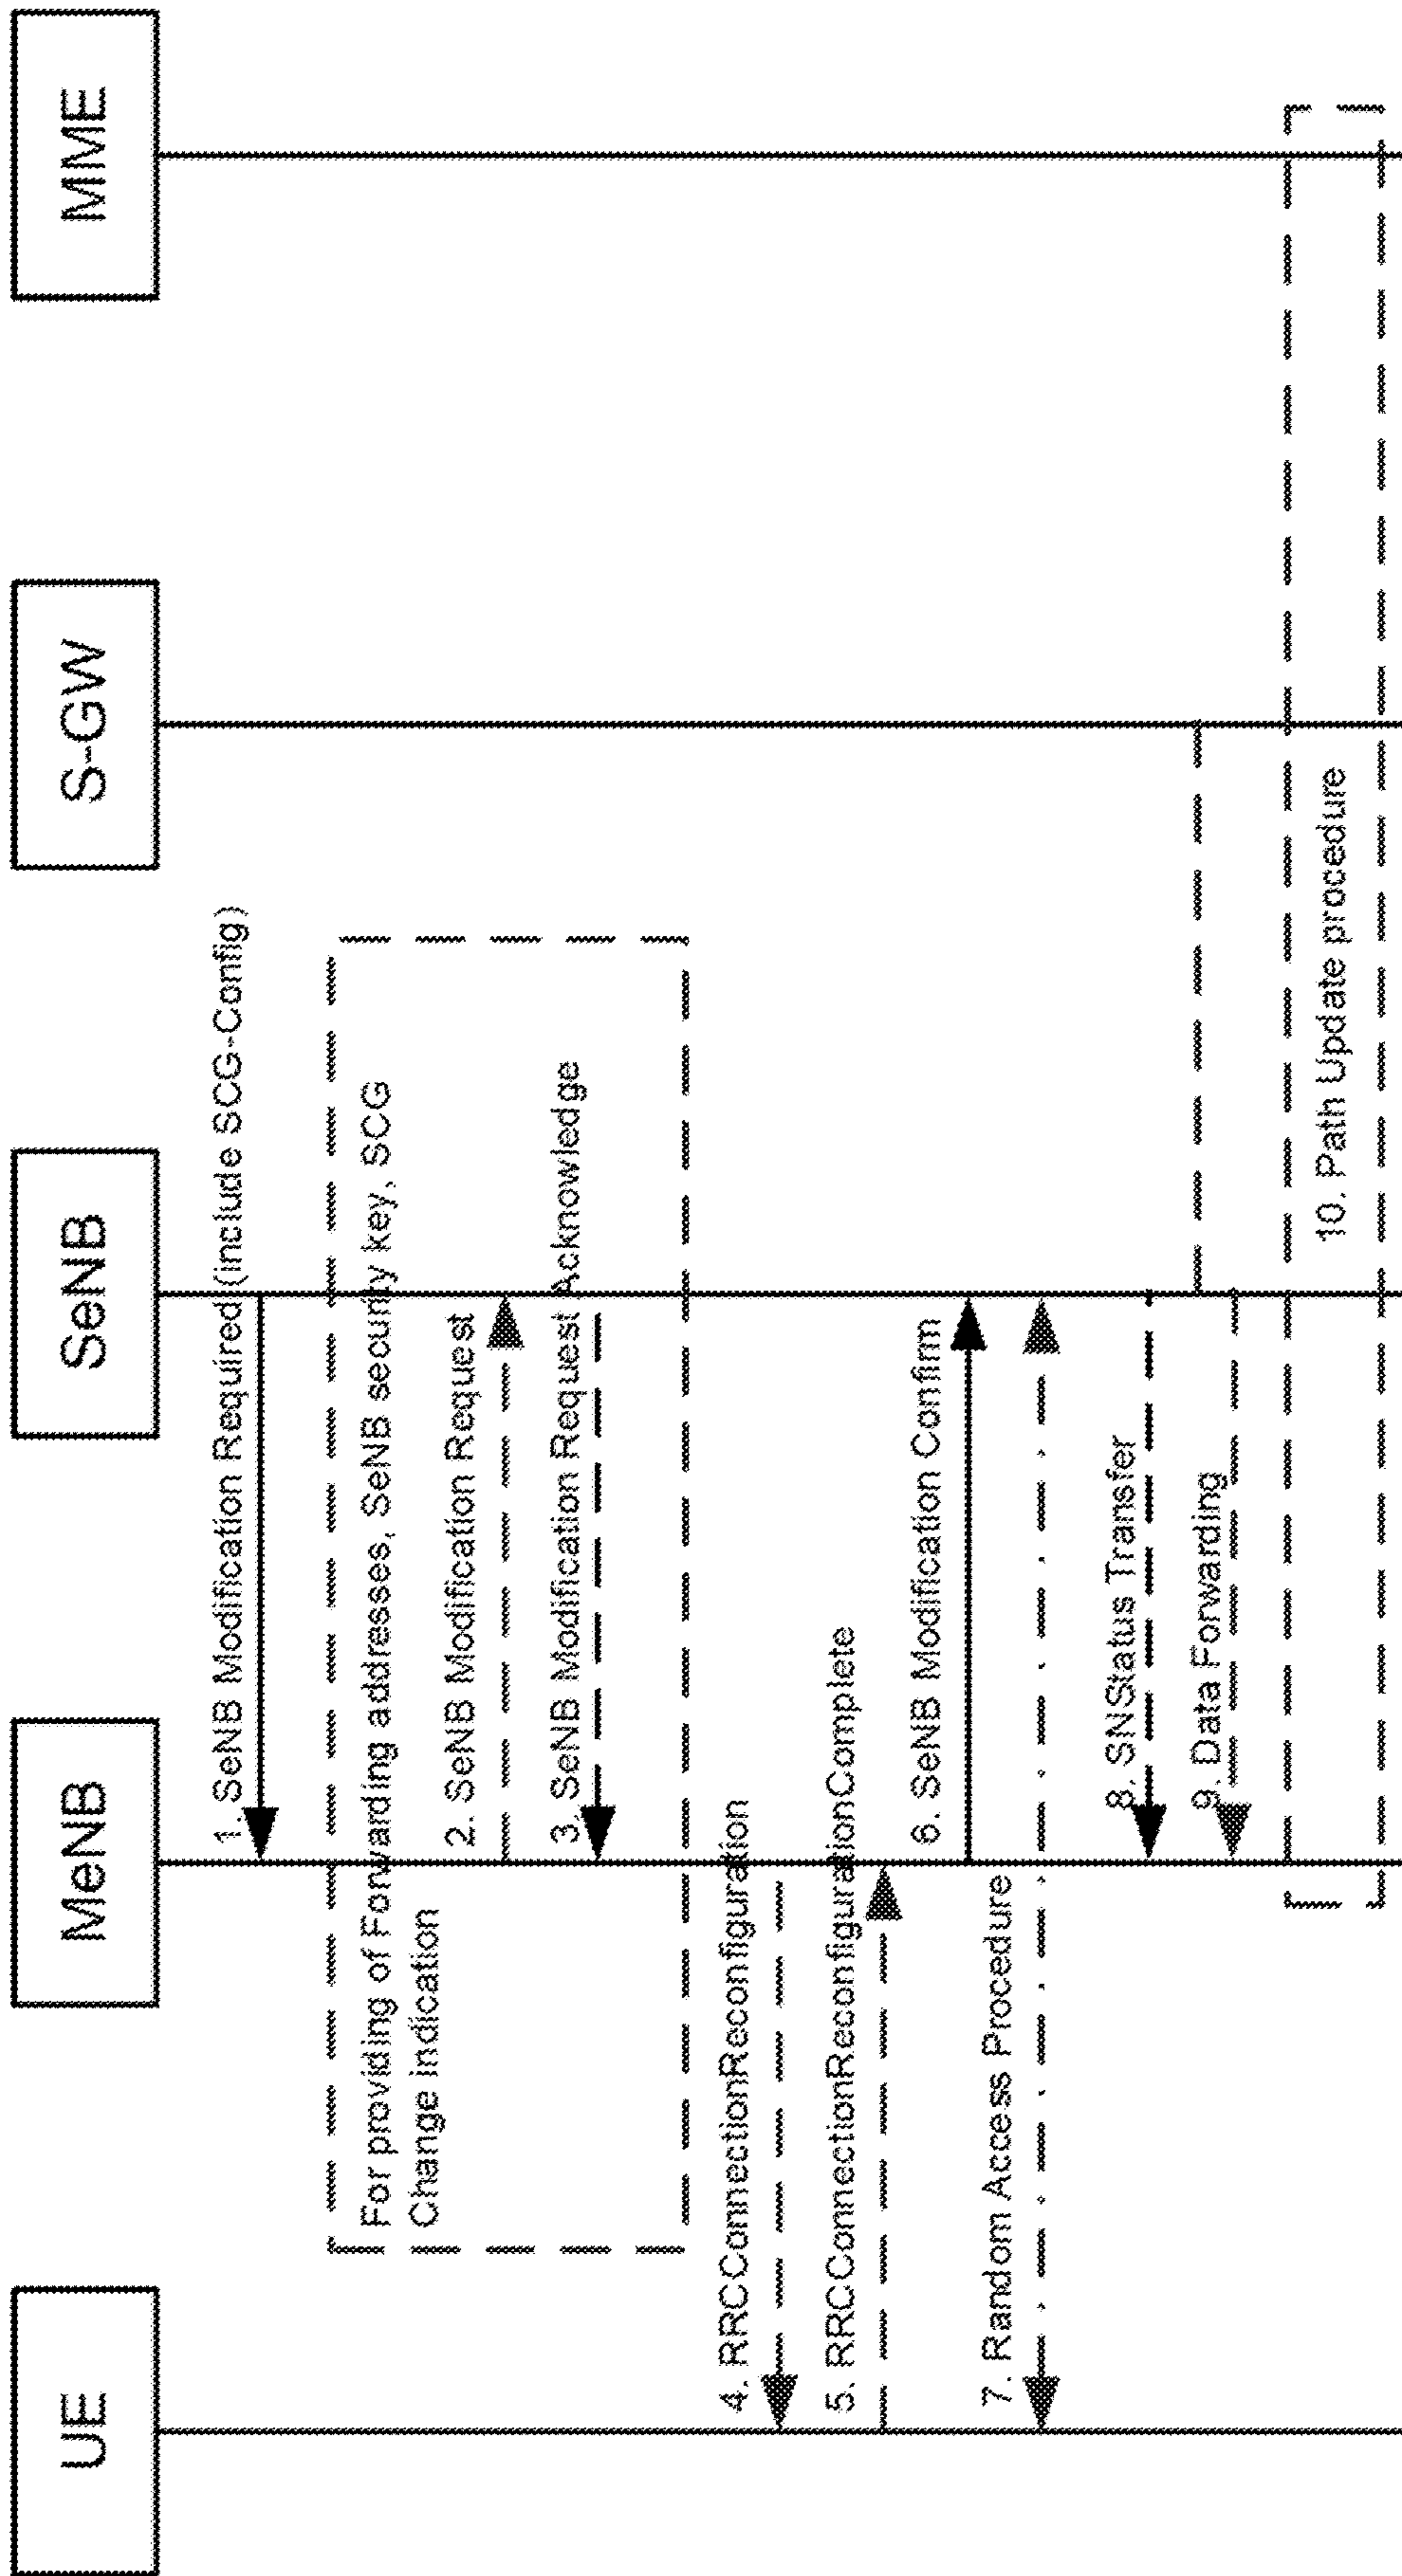 UE
MeNB
SeNB
S-GW
MME
1. SeNB Modification Required (include SCG-Config)
For providing of Forwarding addresses, SeNB security key, SCG
Change indication
2. SeNB Modification Request
3. SeNB Modification Request Acknowledge
4. RRCConnectionReconfiguration
5. RRCConnectionReconfigurationComplete
6. SeNB Modification Confirm
7. Random Access Procedure
8. SNStatus Transfer
9. Data Forwarding
10. Path Update procedure